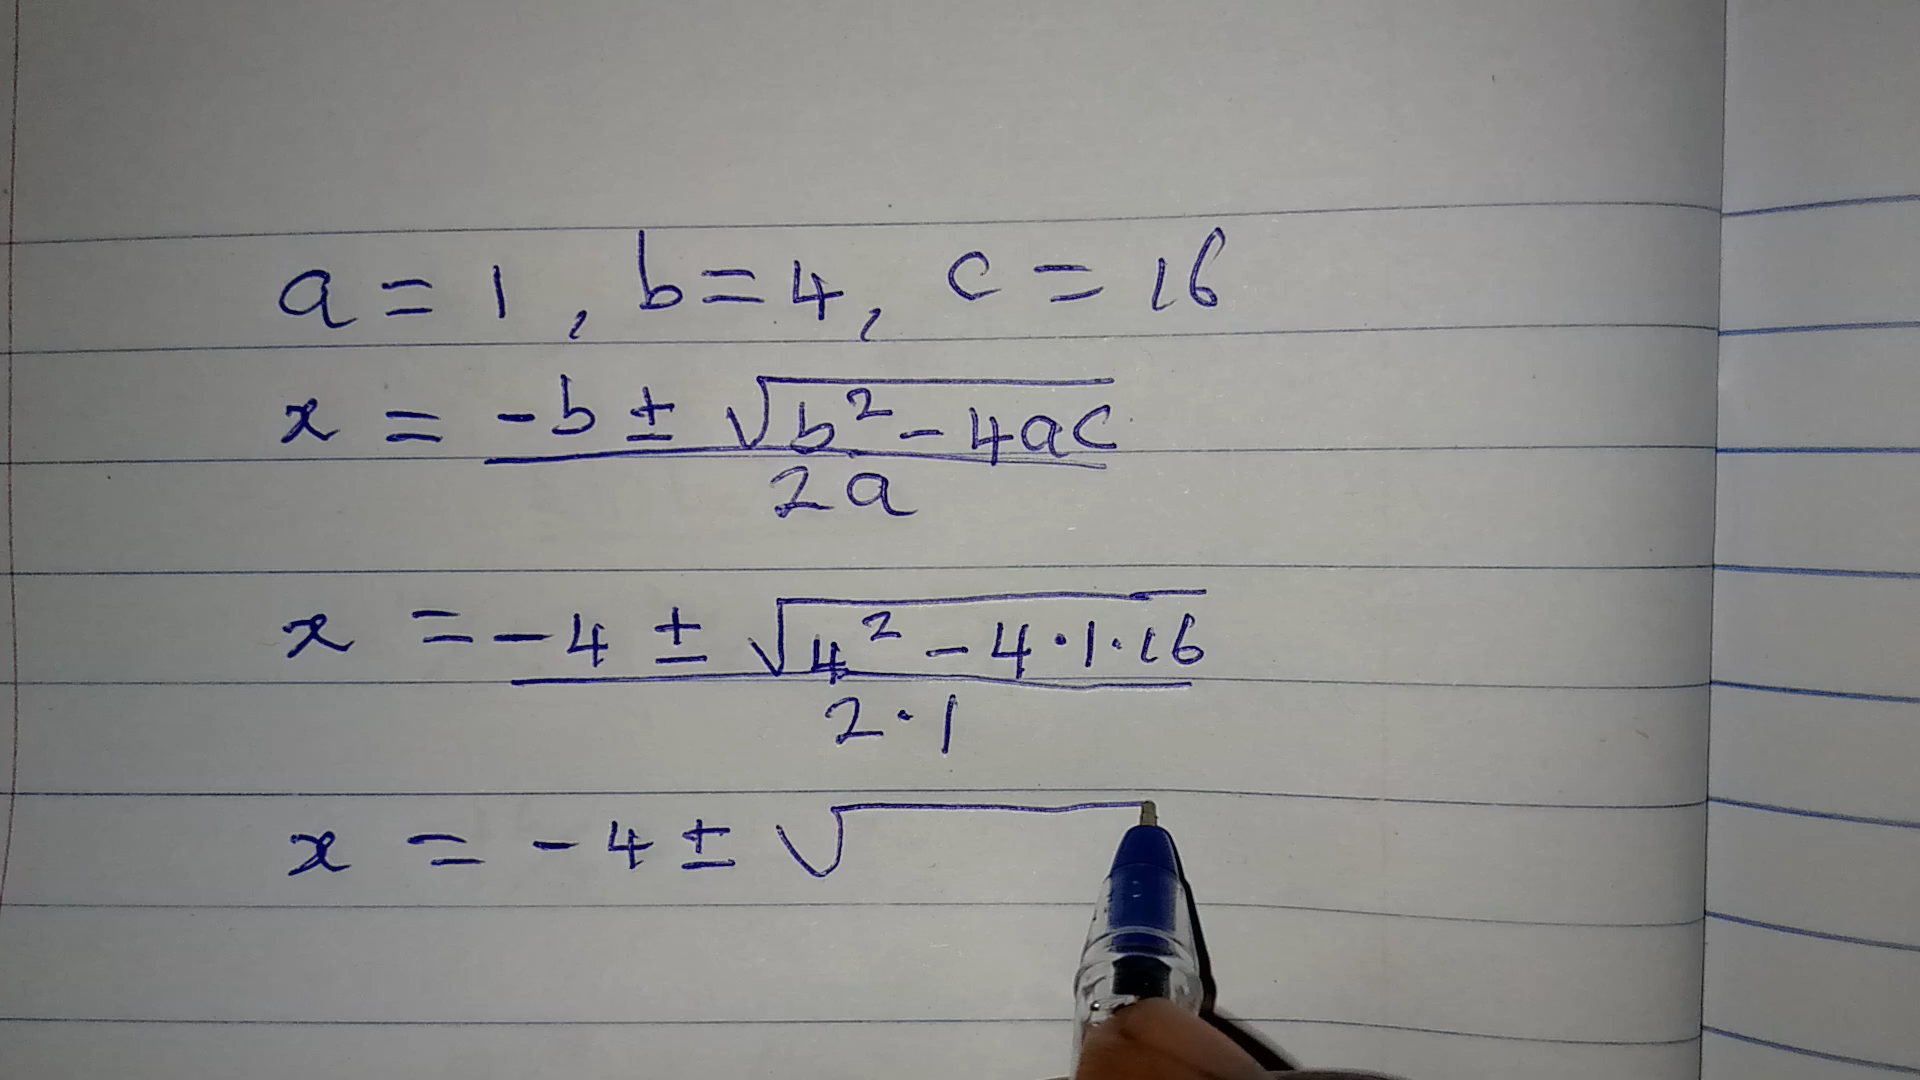 a = 1, b = 4, c = 16
x = -b ± √(b² - 4ac)
2a
x = -4 ± √(4² - 4·1·16)
2·1
x = -4 ± √